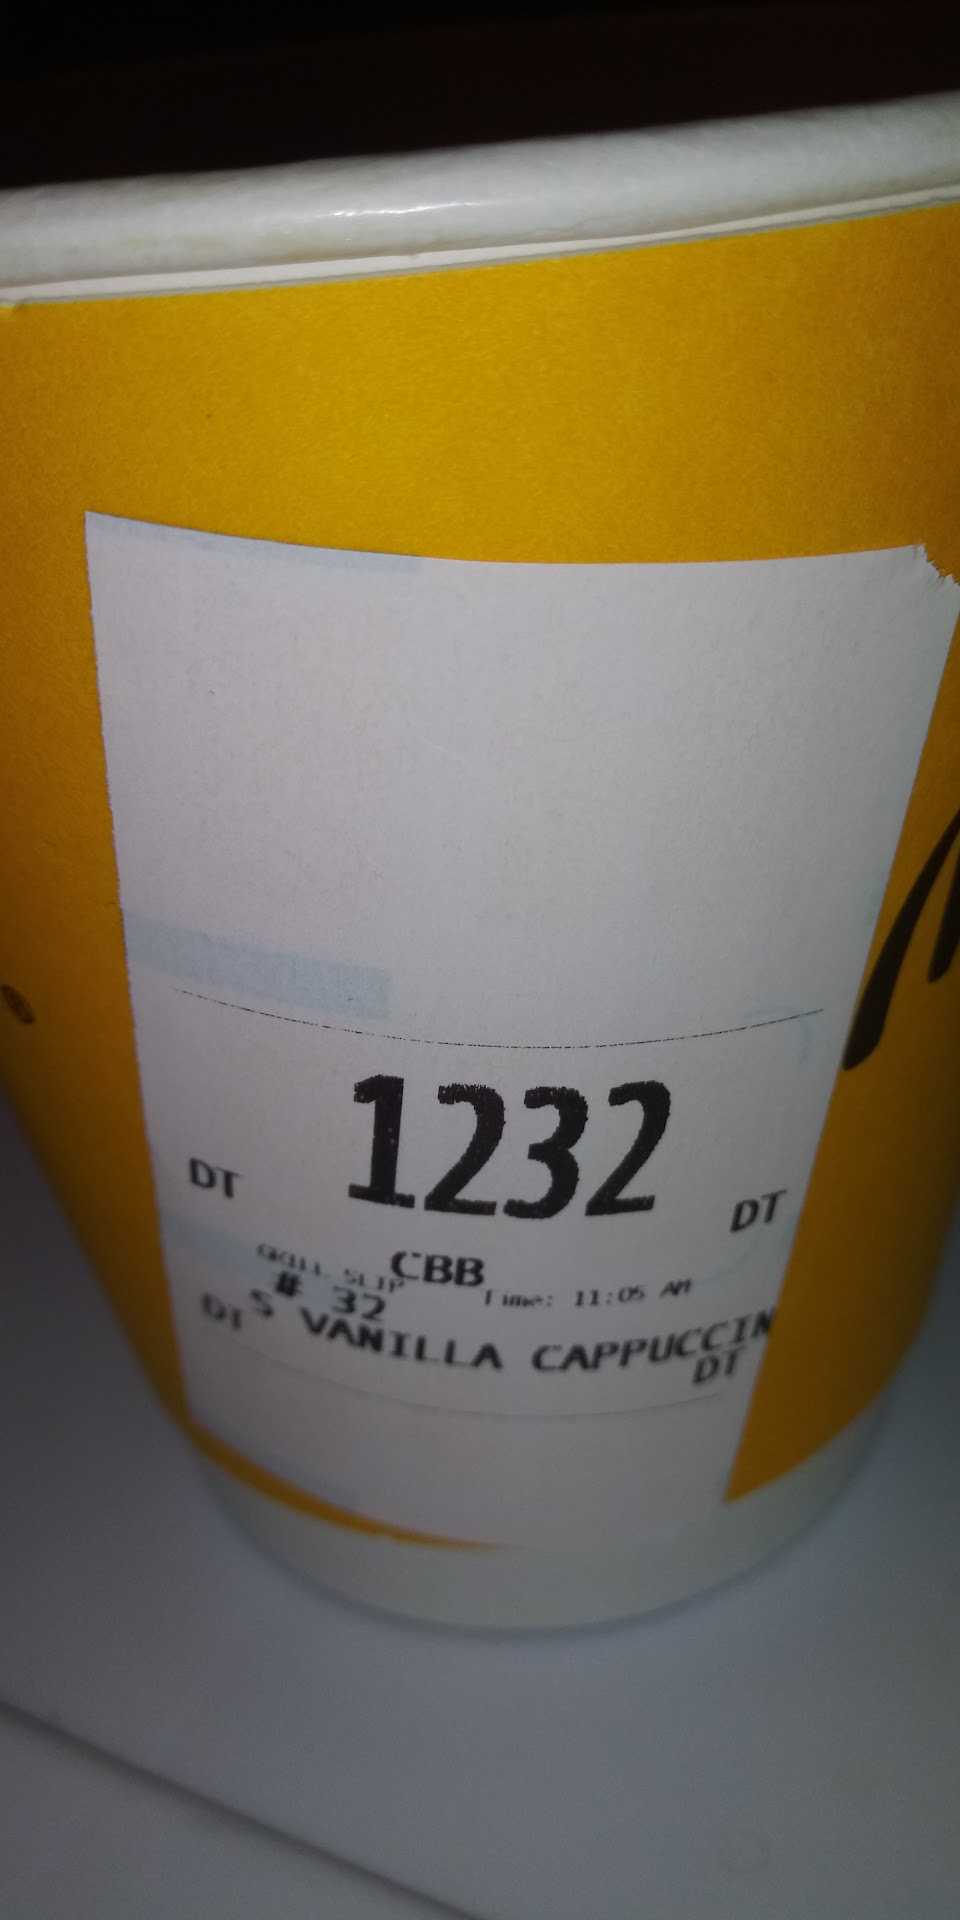 1232
DT DT
CBB
GRILL SLIP
# 32 Time: 11:05 AM
S VANILLA CAPPUCCIN
DT DT
®